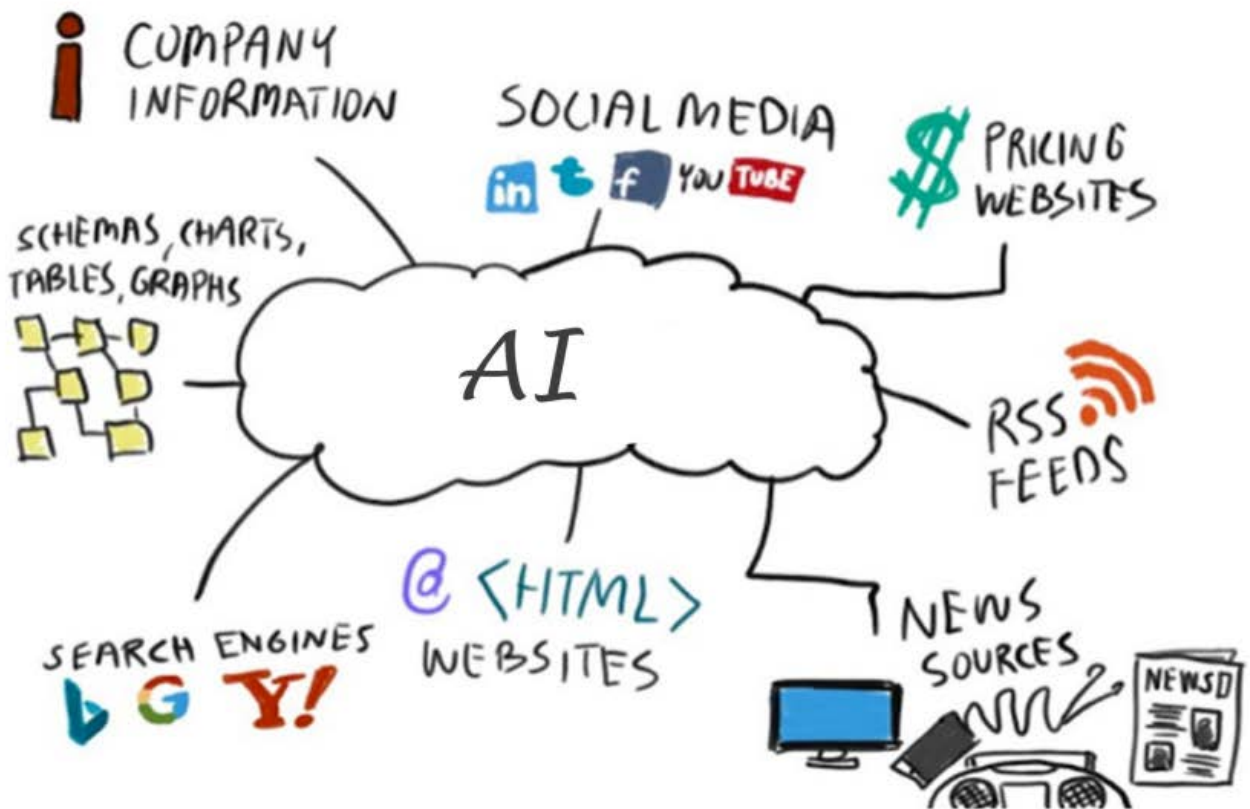 i COMPANY
INFORMATION
SOCIAL MEDIA
in t f YOU TUBE
$ PRICING
WEBSITES
SCHEMAS, CHARTS,
TABLES, GRAPHS
AI
RSS
FEEDS
@ <HTML>
WEBSITES
SEARCH ENGINES
b G Y!
NEWS
SOURCES
NEWS